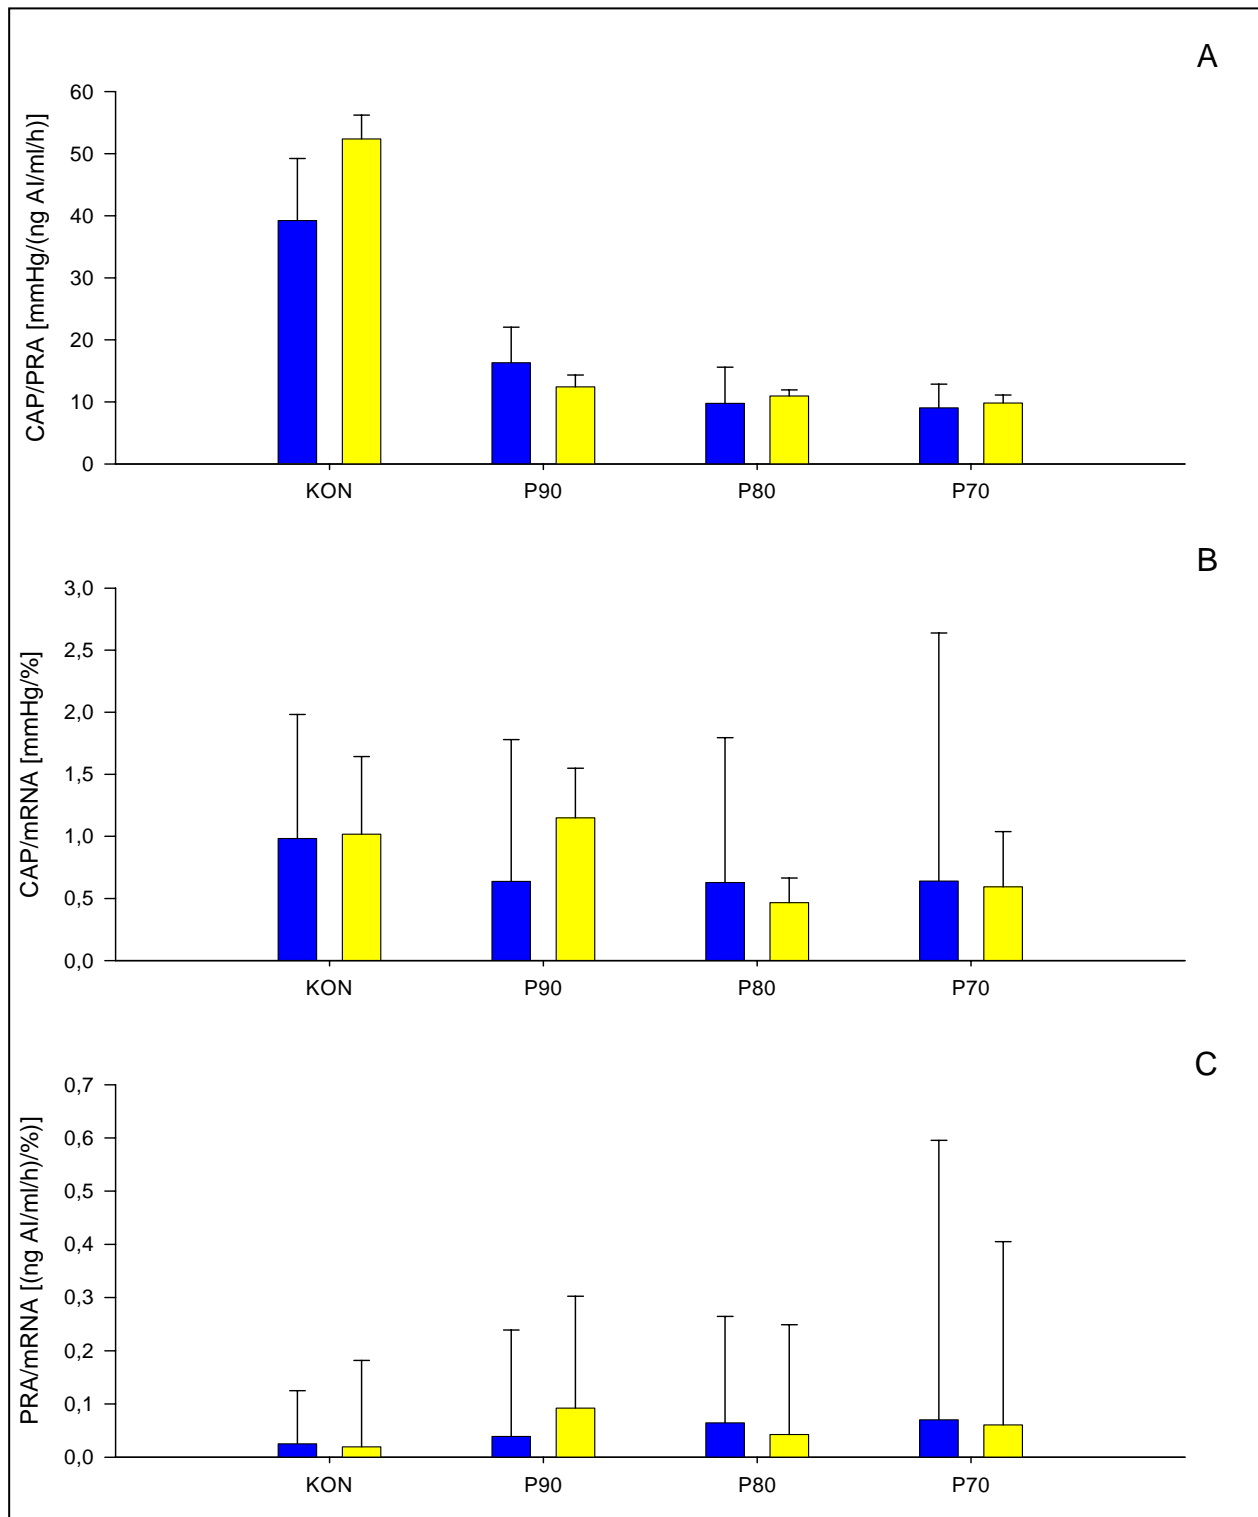 A
CAP/PRA [mmHg/(ng AI/ml/h)]
60
50
40
30
20
10
0
KON P90 P80 P70
B
CAP/mRNA [mmHg/%]
3,0
2,5
2,0
1,5
1,0
0,5
0,0
KON P90 P80 P70
C
PRA/mRNA [(ng AI/ml/h)/%)]
0,7
0,6
0,5
0,4
0,3
0,2
0,1
0,0
KON P90 P80 P70